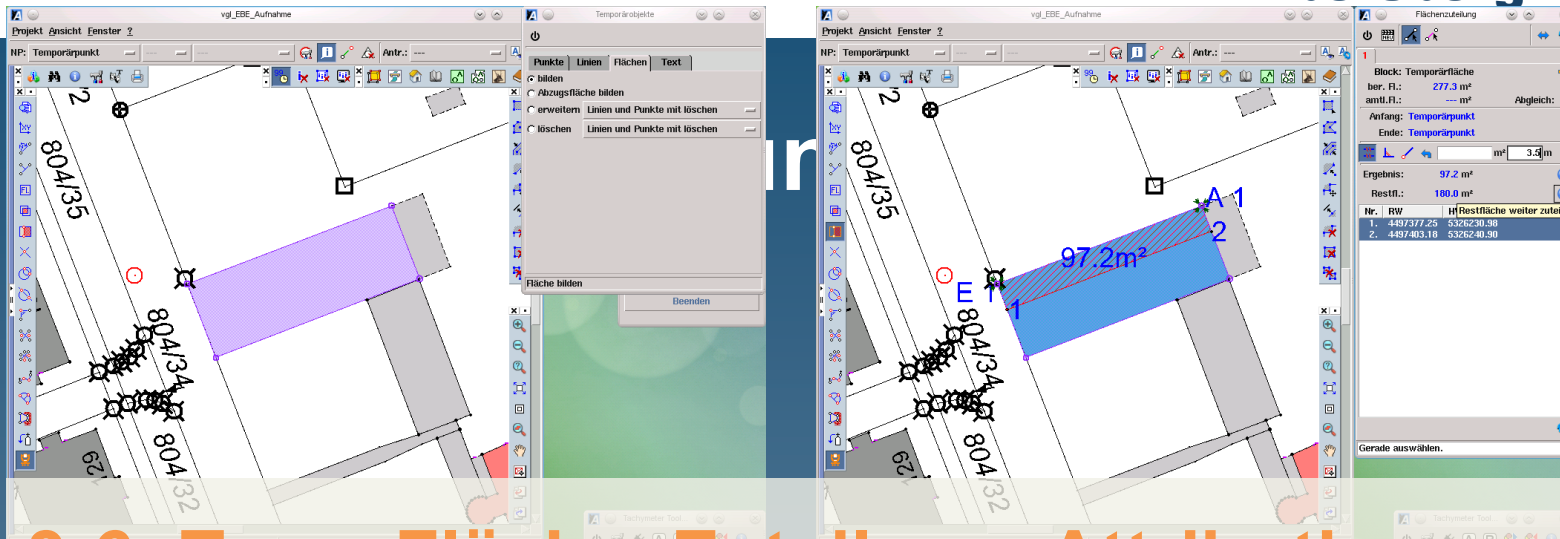 vgl_EBE_Aufnahme
Projekt Ansicht Fenster ?
NP: Temporärpunkt --- --- --- Antr.: ---
99
804/35
804/34
804/32
29
Temporärobjekte
Punkte Linien Flächen Text
bilden
Abzugsfläche bilden
erweitern Linien und Punkte mit löschen
löschen Linien und Punkte mit löschen
Fläche bilden
Beenden
Tachymeter Tool...
vgl_EBE_Aufnahme
Projekt Ansicht Fenster ?
NP: Temporärpunkt --- --- --- Antr.: ---
99
804/35
A 1
2
97.2m²
E 1
1
804/34
804/32
29
Flächenzuteilung
1
Block: Temporärfläche
ber. Fl.: 277.3 m²
amtl.Fl.: --- m² Abgleich:
Anfang: Temporärpunkt
Ende: Temporärpunkt
m² 3.5 m
Ergebnis: 97.2 m²
Restfl.: 180.0 m²
Nr. RW
Restfläche weiter zutei
1. 4497377.25 5326230.98
2. 4497403.18 5326240.90
Gerade auswählen.
Tachymeter Tool...